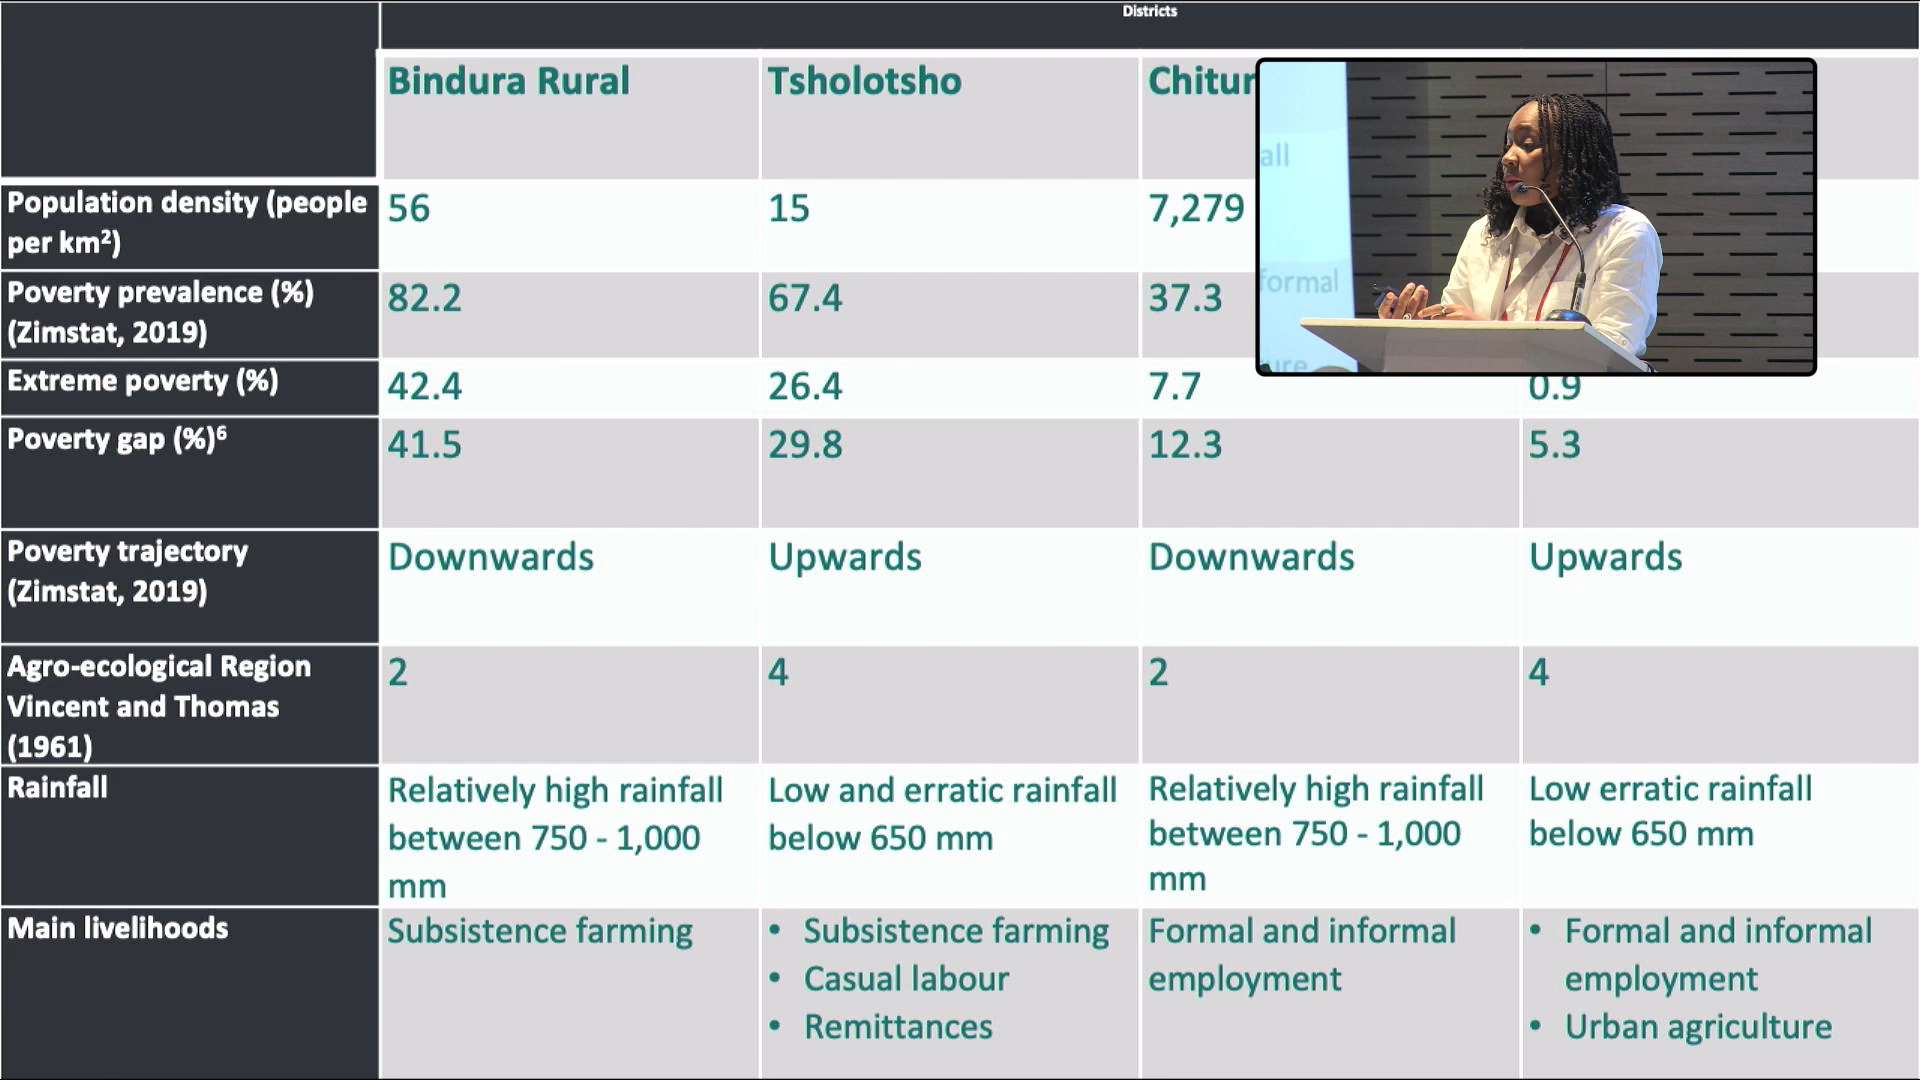 Districts
Bindura Rural
Tsholotsho
Population density (people
per km²)
56
15
7,279
Poverty prevalence (%)
(Zimstat, 2019)
82.2
67.4
37.3
Extreme poverty (%)
42.4
26.4
7.7
0.9
Poverty gap (%)⁶
41.5
29.8
12.3
5.3
Poverty trajectory
(Zimstat, 2019)
Downwards
Upwards
Downwards
Upwards
Agro-ecological Region
Vincent and Thomas
(1961)
2
4
2
4
Rainfall
Relatively high rainfall
between 750 - 1,000
mm
Low and erratic rainfall
below 650 mm
Relatively high rainfall
between 750 - 1,000
mm
Low erratic rainfall
below 650 mm
Main livelihoods
Subsistence farming
• Subsistence farming
• Casual labour
• Remittances
Formal and informal
employment
• Formal and informal
employment
• Urban agriculture